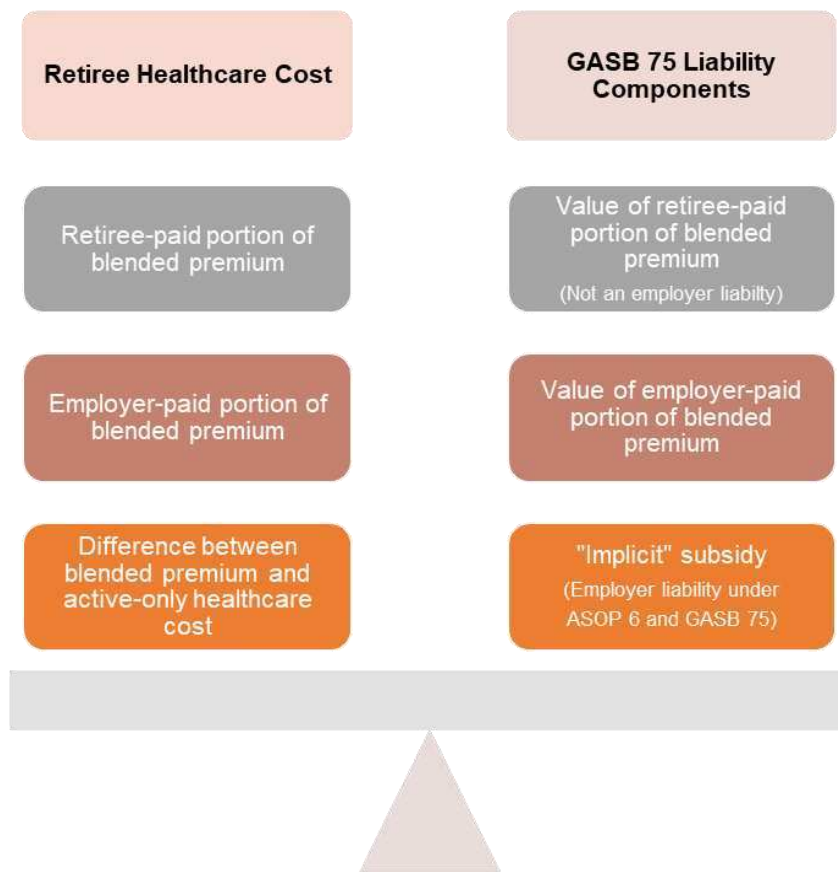 Retiree Healthcare Cost
GASB 75 Liability
Components
Retiree-paid portion of
blended premium
Value of retiree-paid
portion of blended
premium
(Not an employer liabilty)
Employer-paid portion of
blended premium
Value of employer-paid
portion of blended
premium
Difference between
blended premium and
active-only healthcare
cost
"Implicit" subsidy
(Employer liability under
ASOP 6 and GASB 75)